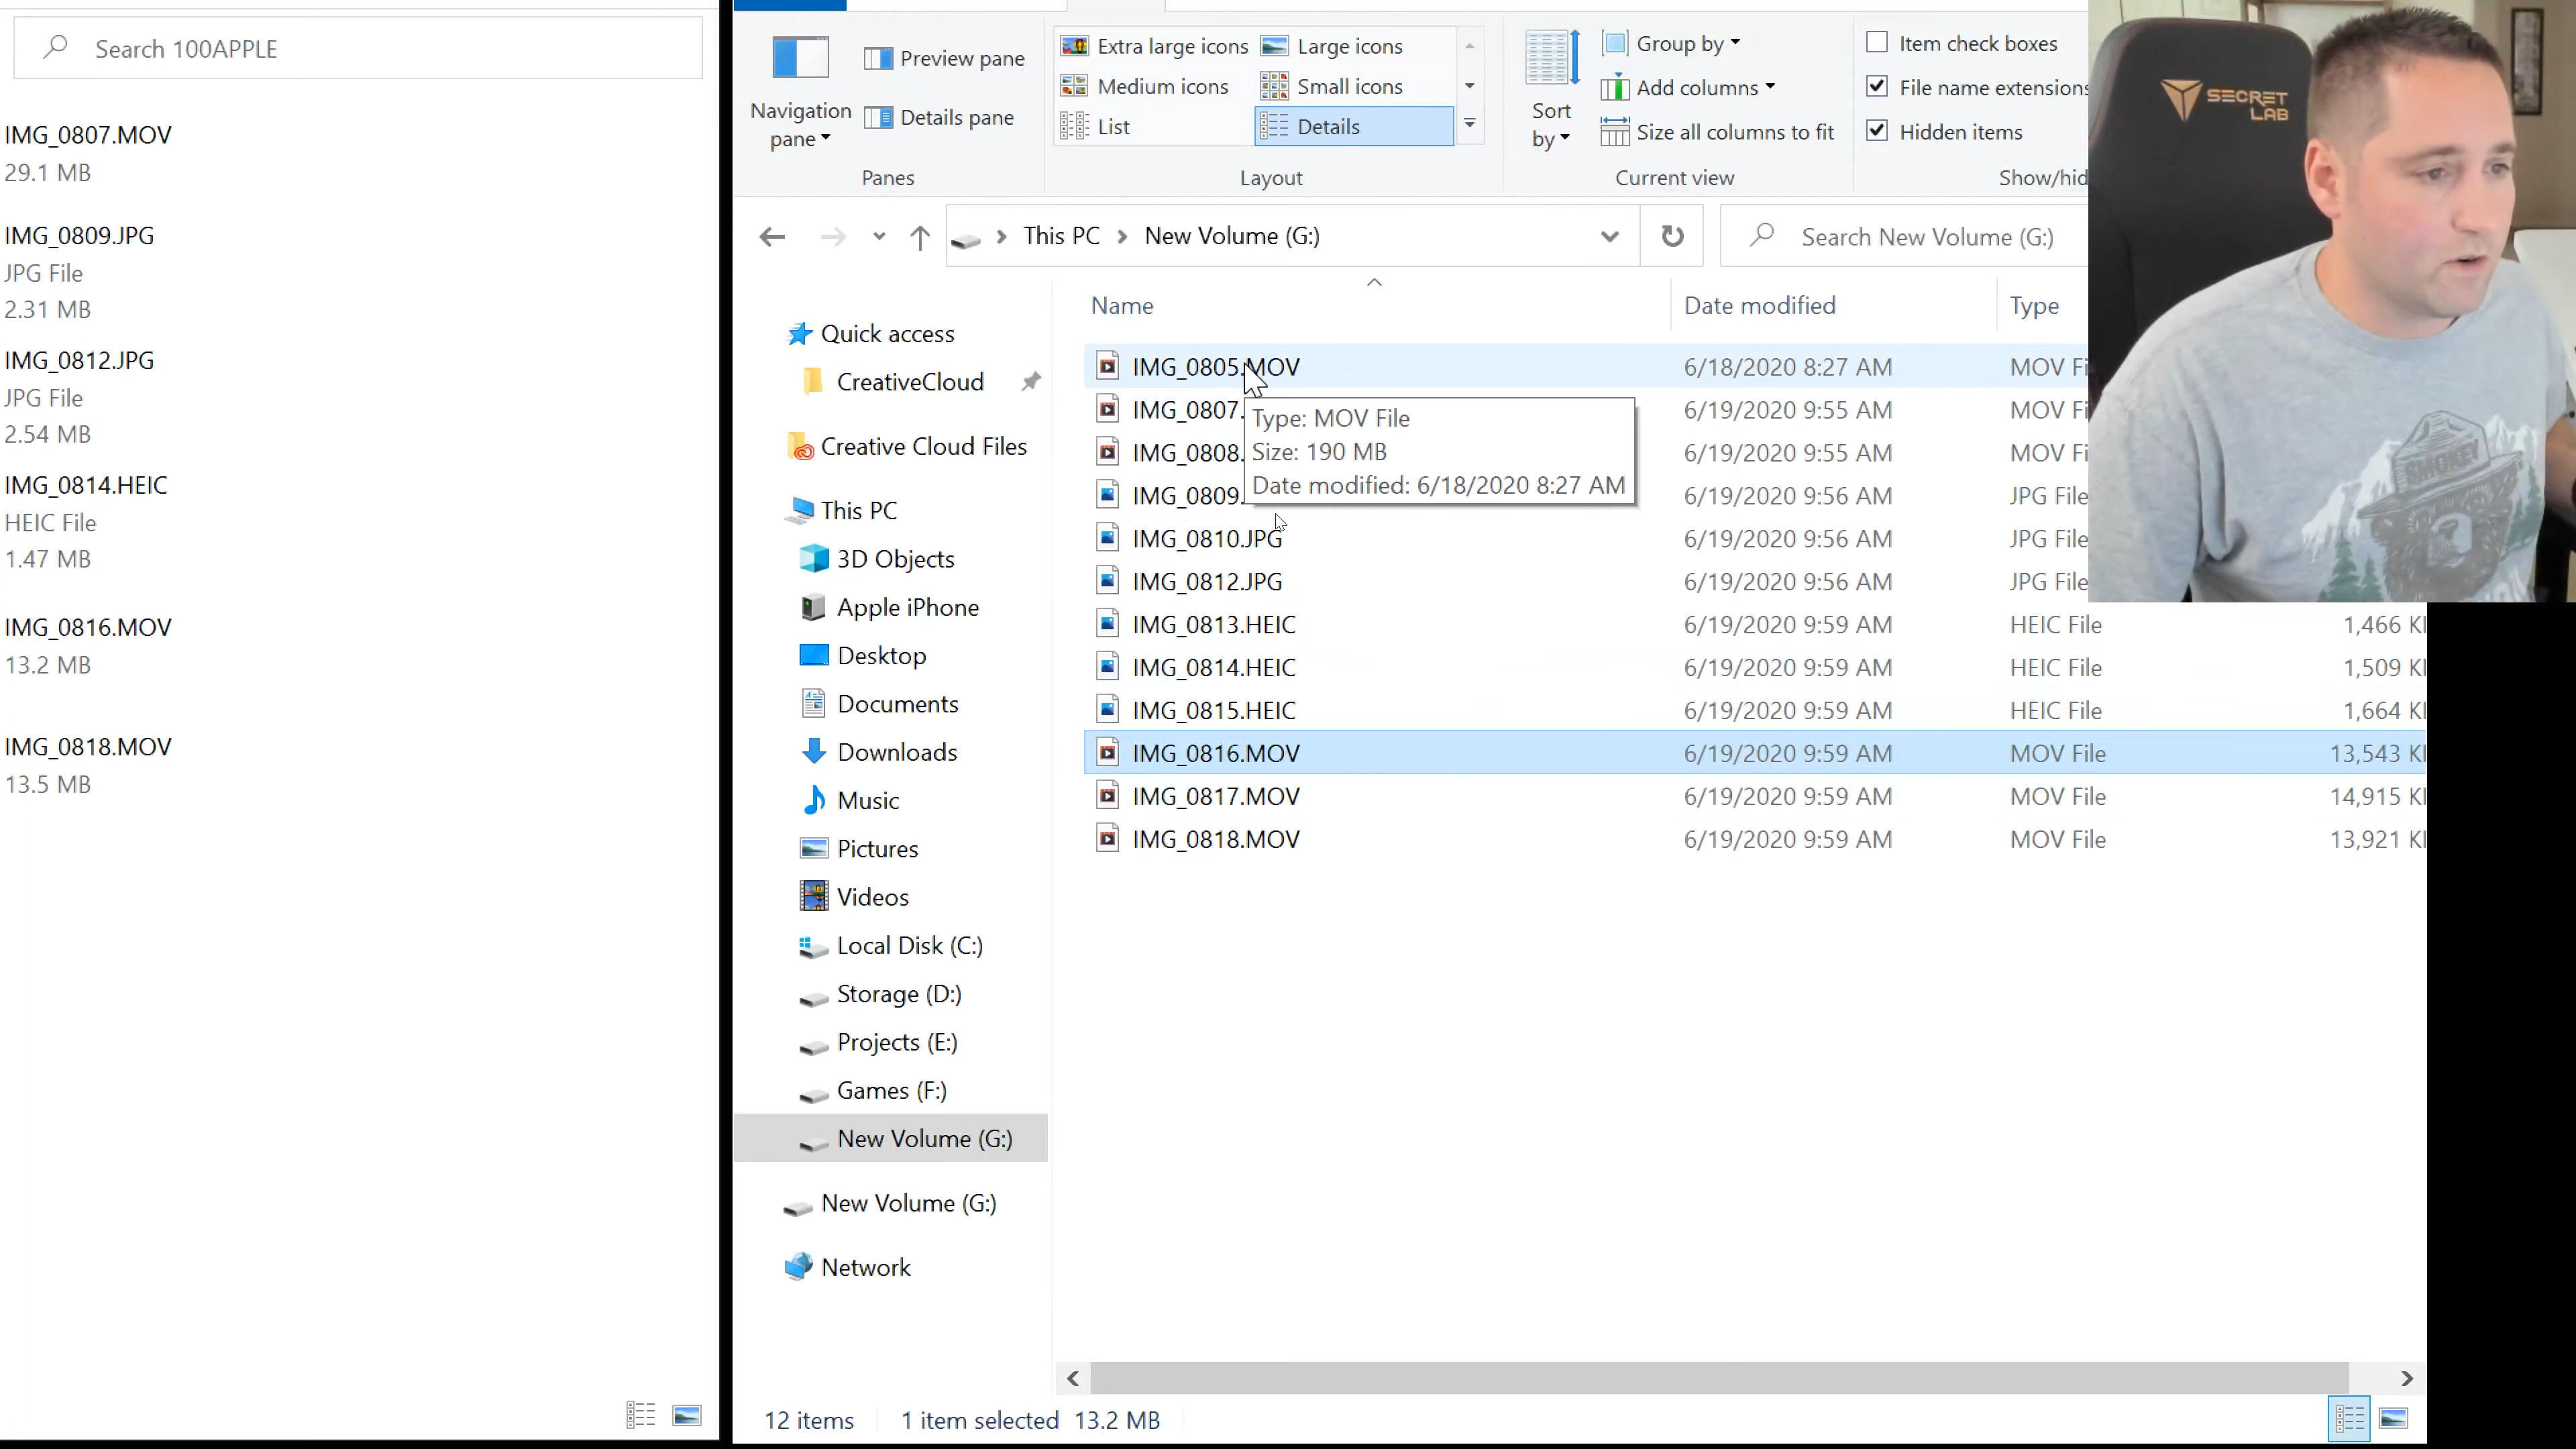 Search 100APPLE
IMG_0807.MOV
29.1 MB
IMG_0809.JPG
JPG File
2.31 MB
IMG_0812.JPG
JPG File
2.54 MB
IMG_0814.HEIC
HEIC File
1.47 MB
IMG_0816.MOV
13.2 MB
IMG_0818.MOV
13.5 MB
Navigation pane
Preview pane
Details pane
Panes
Extra large icons
Large icons
Medium icons
Small icons
List
Details
Layout
Sort by
Group by
Add columns
Size all columns to fit
Current view
Item check boxes
File name extensions
Hidden items
Show/hid
This PC
New Volume (G:)
Search New Volume (G:)
Quick access
CreativeCloud
Creative Cloud Files
This PC
3D Objects
Apple iPhone
Desktop
Documents
Downloads
Music
Pictures
Videos
Local Disk (C:)
Storage (D:)
Projects (E:)
Games (F:)
New Volume (G:)
New Volume (G:)
Network
Name Date modified Type
IMG_0805.MOV 6/18/2020 8:27 AM MOV Fi
IMG_0807. 6/19/2020 9:55 AM MOV Fi
IMG_0808. 6/19/2020 9:55 AM MOV Fi
IMG_0809. 6/19/2020 9:56 AM JPG File
IMG_0810.JPG 6/19/2020 9:56 AM JPG File
IMG_0812.JPG 6/19/2020 9:56 AM JPG File
IMG_0813.HEIC 6/19/2020 9:59 AM HEIC File 1,466 KI
IMG_0814.HEIC 6/19/2020 9:59 AM HEIC File 1,509 KI
IMG_0815.HEIC 6/19/2020 9:59 AM HEIC File 1,664 KI
IMG_0816.MOV 6/19/2020 9:59 AM MOV File 13,543 KI
IMG_0817.MOV 6/19/2020 9:59 AM MOV File 14,915 KI
IMG_0818.MOV 6/19/2020 9:59 AM MOV File 13,921 KI
Type: MOV File
Size: 190 MB
Date modified: 6/18/2020 8:27 AM
12 items 1 item selected 13.2 MB
SECRET
LAB
SMOKEY